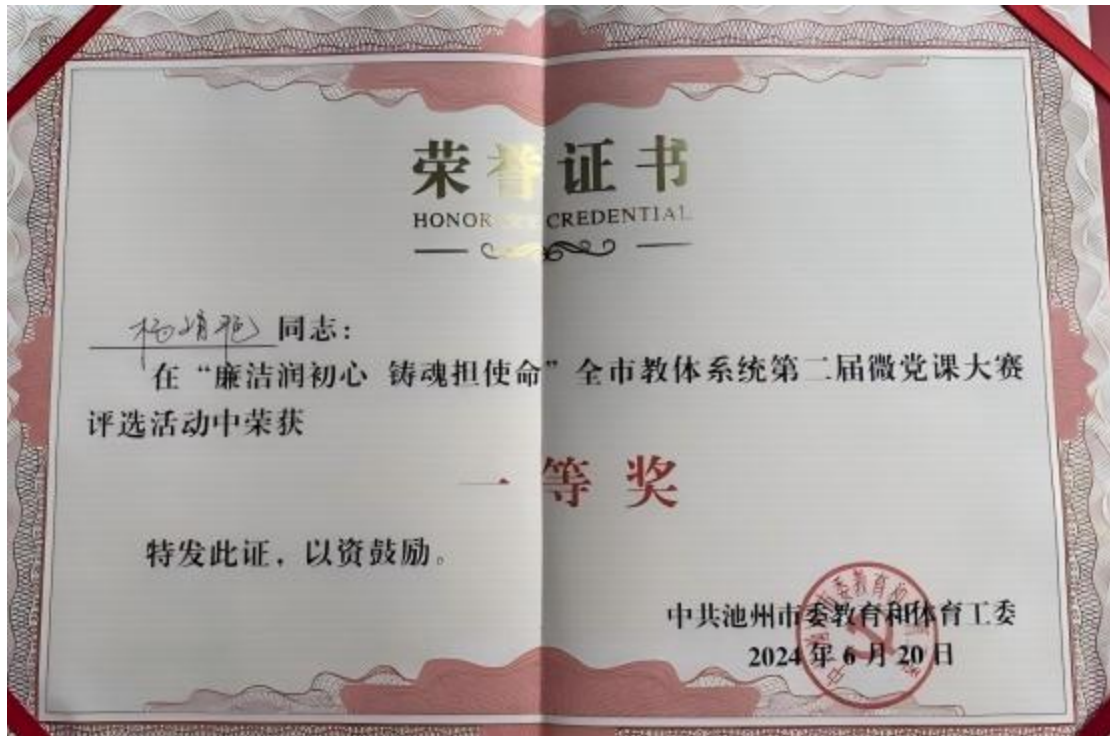 荣誉证书
HONOR CREDENTIAL
同志：
在“廉洁润初心 铸魂担使命”全市教体系统第二届微党课大赛
评选活动中荣获
一等奖
特发此证，以资鼓励。
中共池州市委教育和体育工委
2024年6月20日